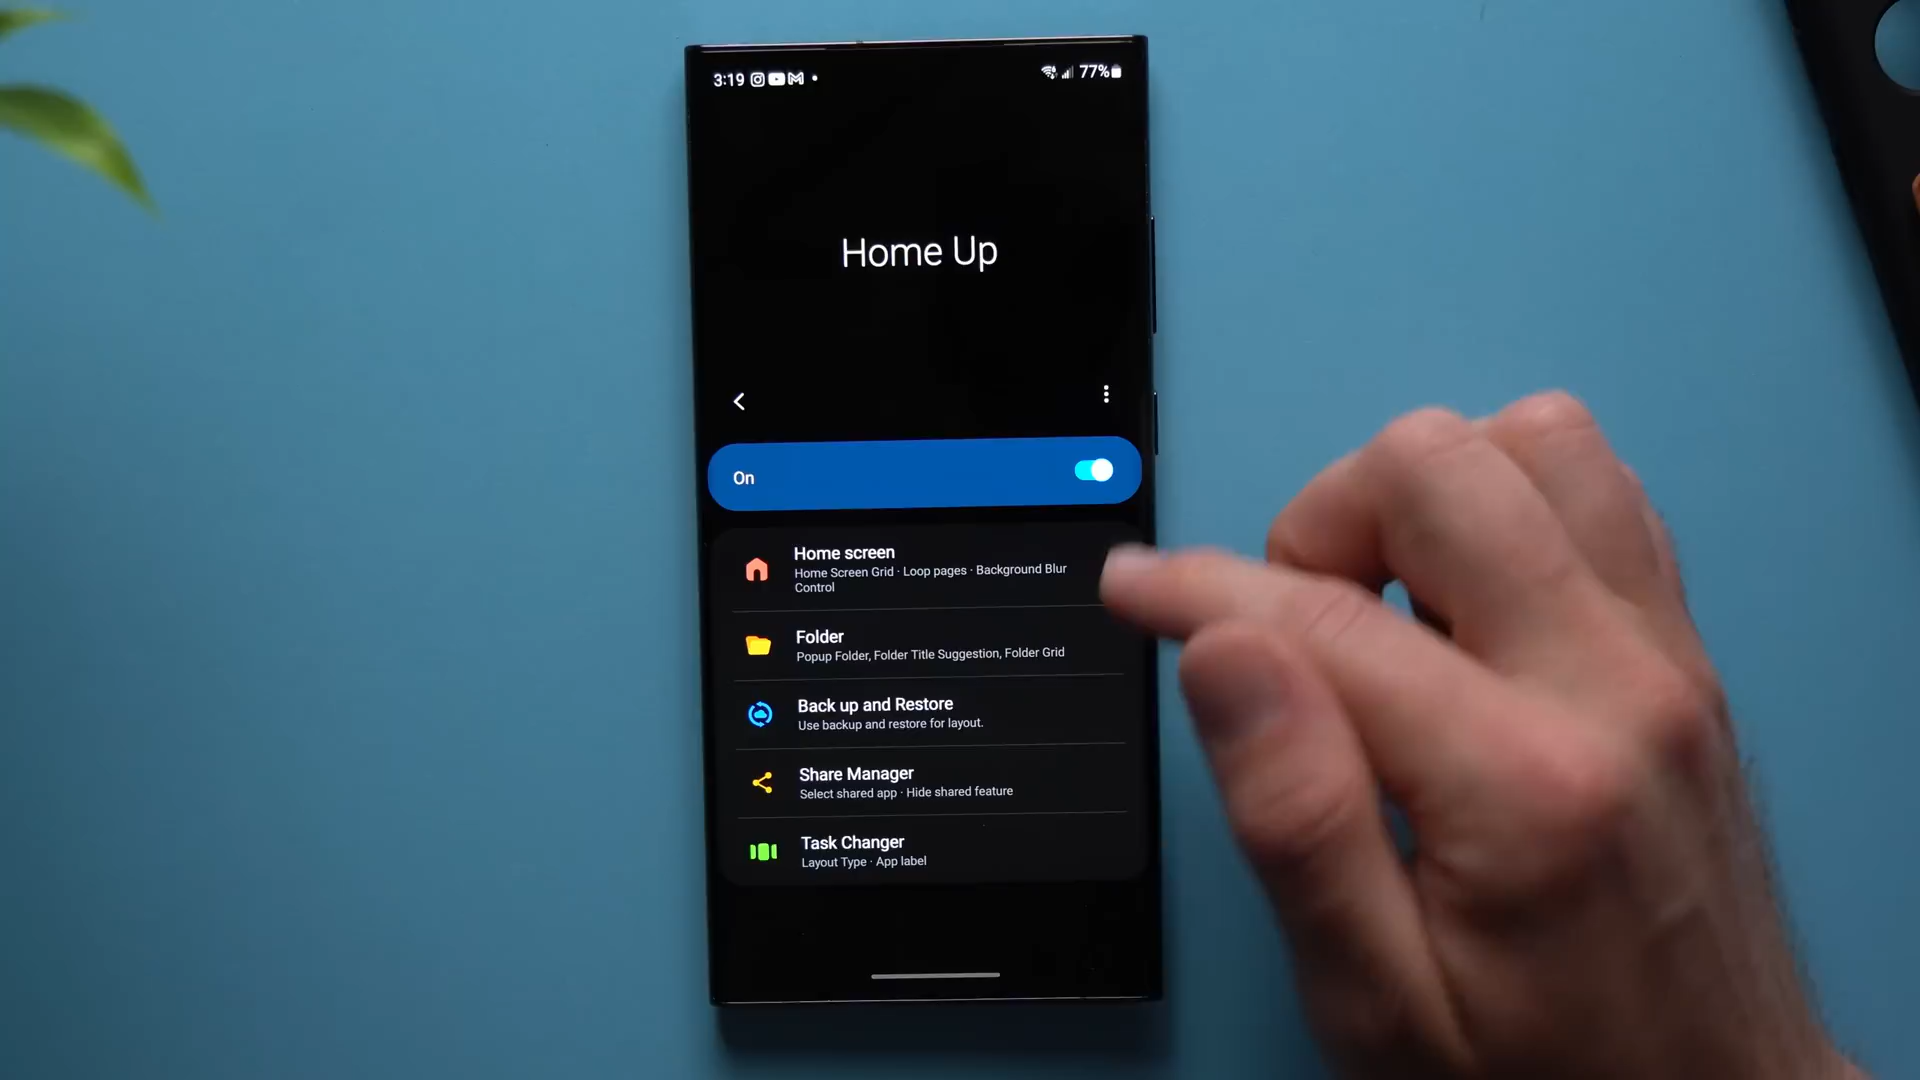 3:19
77%
Home Up
On
Home screen
Home Screen Grid · Loop pages · Background Blur
Control
Folder
Popup Folder, Folder Title Suggestion, Folder Grid
Back up and Restore
Use backup and restore for layout.
Share Manager
Select shared app · Hide shared feature
Task Changer
Layout Type · App label